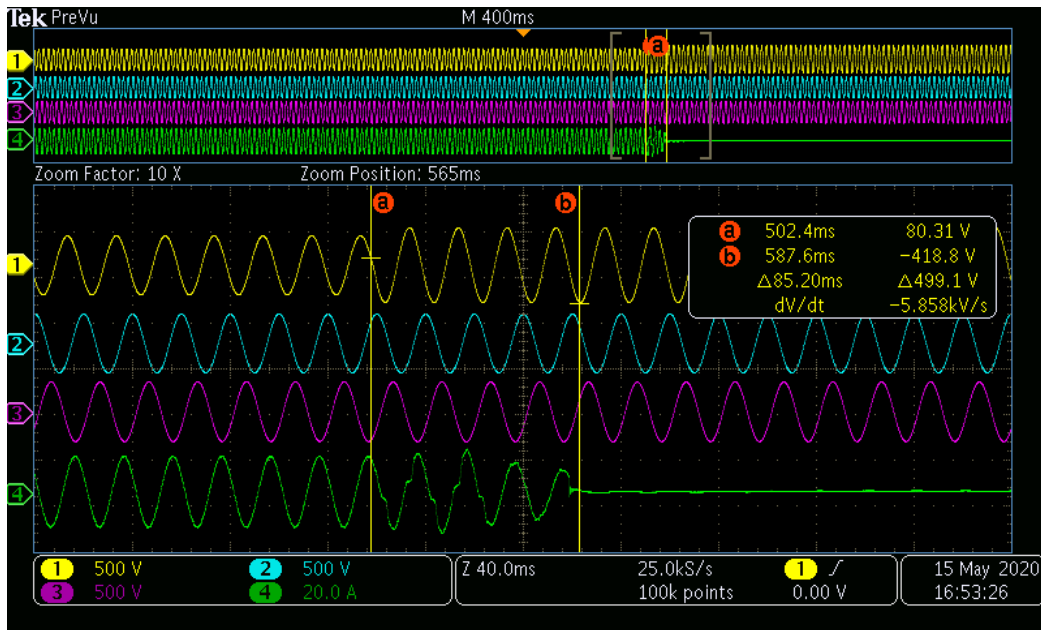 Tek PreVu M 400ms
a
1
2
3
4
Zoom Factor: 10 X Zoom Position: 565ms
a b
a 502.4ms 80.31 V
b 587.6ms −418.8 V
Δ85.20ms Δ499.1 V
dV/dt −5.858kV/s
1
2
3
4
1 500 V 2 500 V Z 40.0ms 25.0kS/s 1 15 May 2020
3 500 V 4 20.0 A 100k points 0.00 V 16:53:26